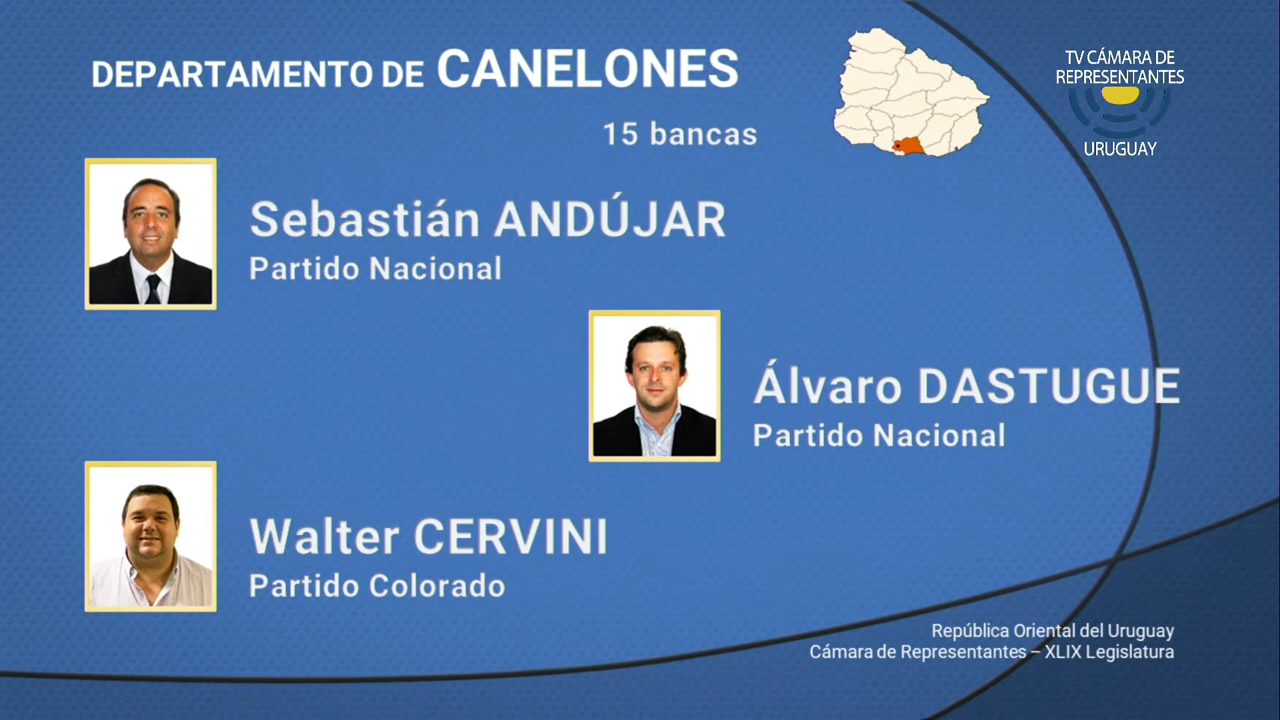 DEPARTAMENTO DE CANELONES
15 bancas
TV CÁMARA DE
REPRESENTANTES
URUGUAY
Sebastián ANDÚJAR
Partido Nacional
Álvaro DASTUGUE
Partido Nacional
Walter CERVINI
Partido Colorado
República Oriental del Uruguay
Cámara de Representantes – XLIX Legislatura